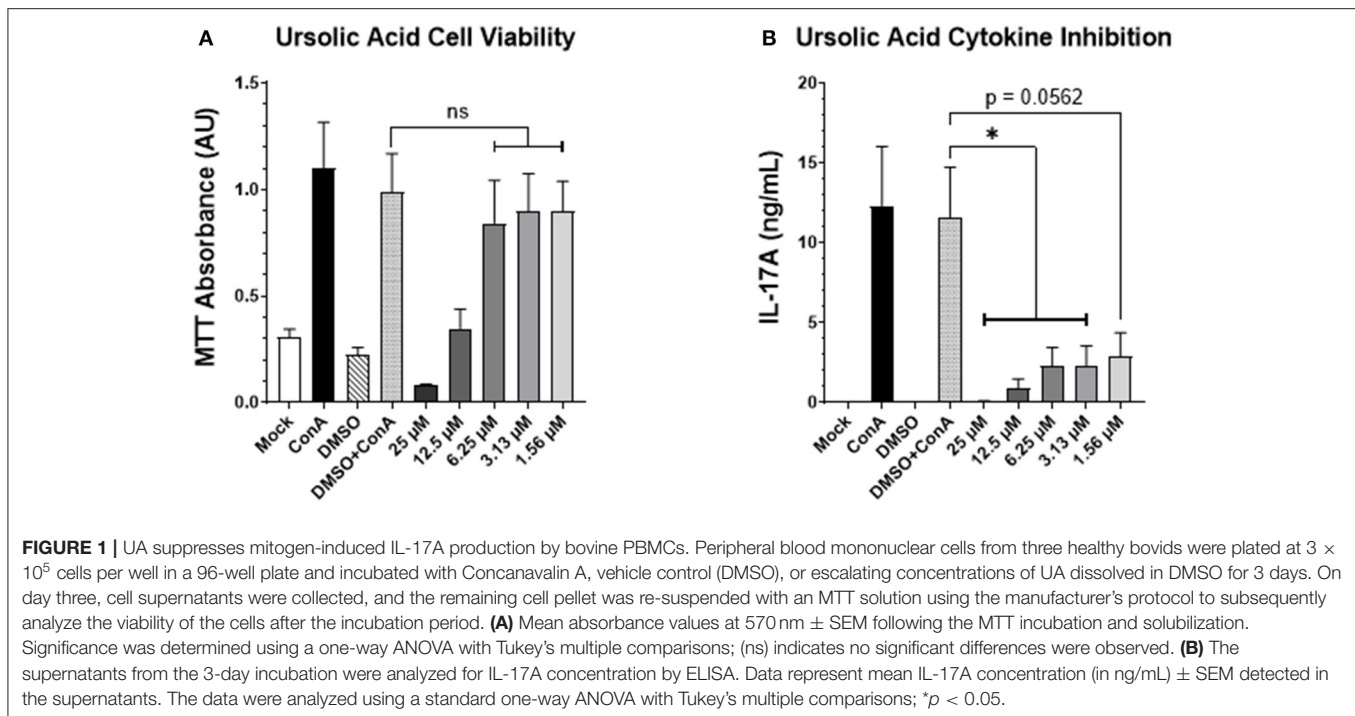 A Ursolic Acid Cell Viability
MTT Absorbance (AU)
1.5
1.0
0.5
0.0
ns
Mock
ConA
DMSO
DMSO+ConA
25 µM
12.5 µM
6.25 µM
3.13 µM
1.56 µM
B Ursolic Acid Cytokine Inhibition
IL-17A (ng/mL)
20
15
10
5
0
p = 0.0562
*
Mock
ConA
DMSO
DMSO+ConA
25 µM
12.5 µM
6.25 µM
3.13 µM
1.56 µM
FIGURE 1 | UA suppresses mitogen-induced IL-17A production by bovine PBMCs. Peripheral blood mononuclear cells from three healthy bovids were plated at 3 ×
10⁵ cells per well in a 96-well plate and incubated with Concanavalin A, vehicle control (DMSO), or escalating concentrations of UA dissolved in DMSO for 3 days. On
day three, cell supernatants were collected, and the remaining cell pellet was re-suspended with an MTT solution using the manufacturer's protocol to subsequently
analyze the viability of the cells after the incubation period. (A) Mean absorbance values at 570 nm ± SEM following the MTT incubation and solubilization.
Significance was determined using a one-way ANOVA with Tukey's multiple comparisons; (ns) indicates no significant differences were observed. (B) The
supernatants from the 3-day incubation were analyzed for IL-17A concentration by ELISA. Data represent mean IL-17A concentration (in ng/mL) ± SEM detected in
the supernatants. The data were analyzed using a standard one-way ANOVA with Tukey's multiple comparisons; *p < 0.05.